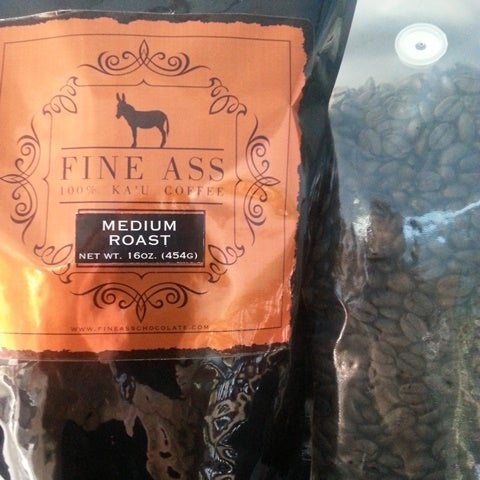 FINE ASS
100% KA'U COFFEE
MEDIUM
ROAST
NET WT. 16OZ. (454G)
WWW.FINEASSCHOCOLATE.COM